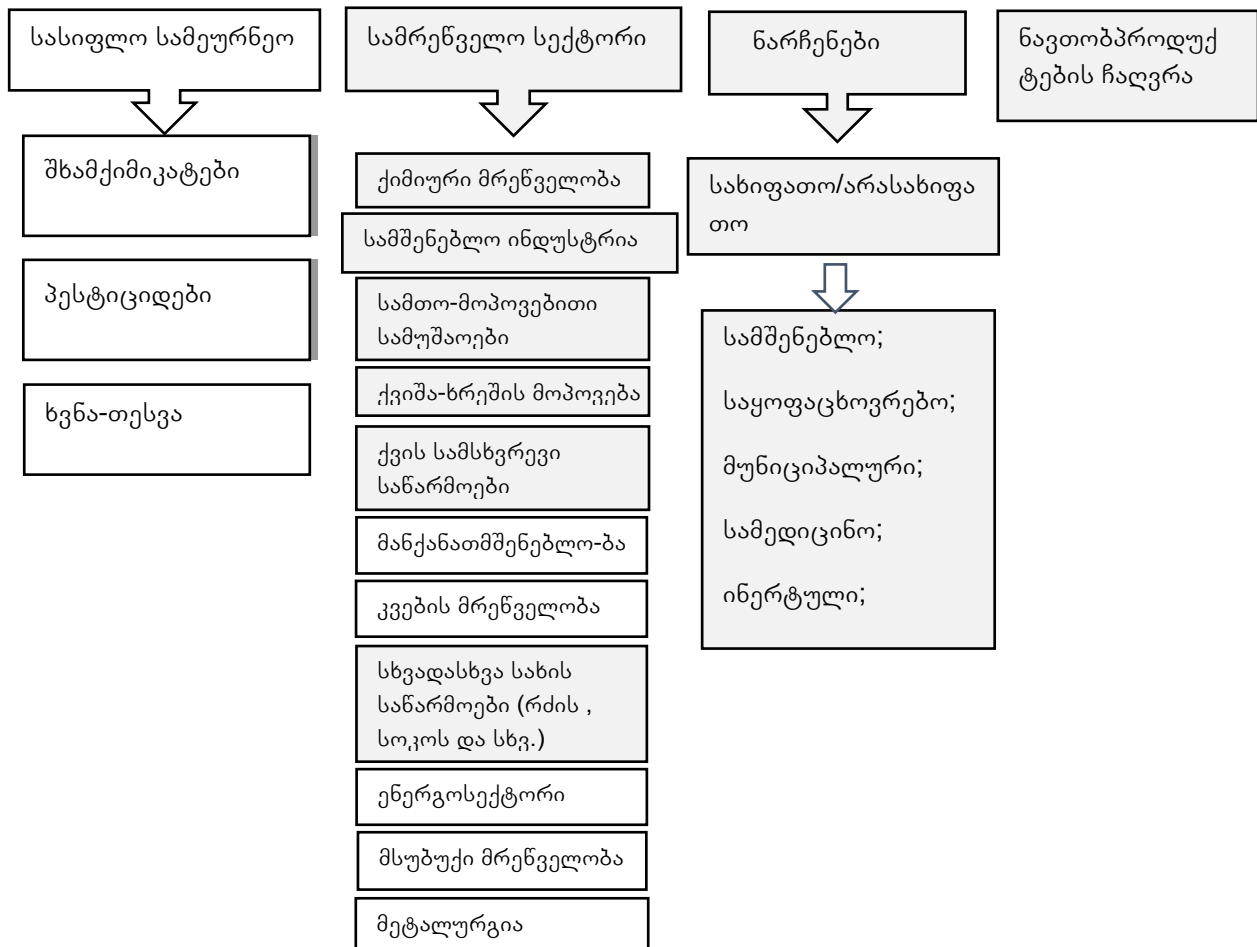 სასიფლო სამეურნეო
შხამქიმიკატები
პესტიციდები
ხვნა-თესვა
სამრეწველო სექტორი
ქიმიური მრეწველობა
სამშენებლო ინდუსტრია
სამთო-მოპოვებითი
სამუშაოები
ქვიშა-ხრეშის მოპოვება
ქვის სამსხვრევი
საწარმოები
მანქანათმშენებლო-ბა
კვების მრეწველობა
სხვადასხვა სახის
საწარმოები (რძის ,
სოკოს და სხვ.)
ენერგოსექტორი
მსუბუქი მრეწველობა
მეტალურგია
ნარჩენები
სახიფათო/არასახიფა
თო
სამშენებლო;
საყოფაცხოვრებო;
მუნიციპალური;
სამედიცინო;
ინერტული;
ნავთობპროდუქ
ტების ჩაღვრა